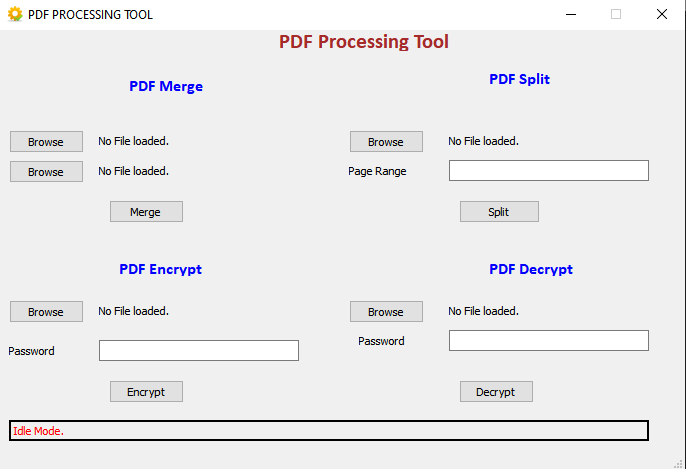 PDF PROCESSING TOOL
PDF Processing Tool
PDF Merge
PDF Split
Browse No File loaded.
Browse No File loaded.
Browse No File loaded.
Page Range
Merge
Split
PDF Encrypt
PDF Decrypt
Browse No File loaded.
Browse No File loaded.
Password
Password
Encrypt
Decrypt
Idle Mode.